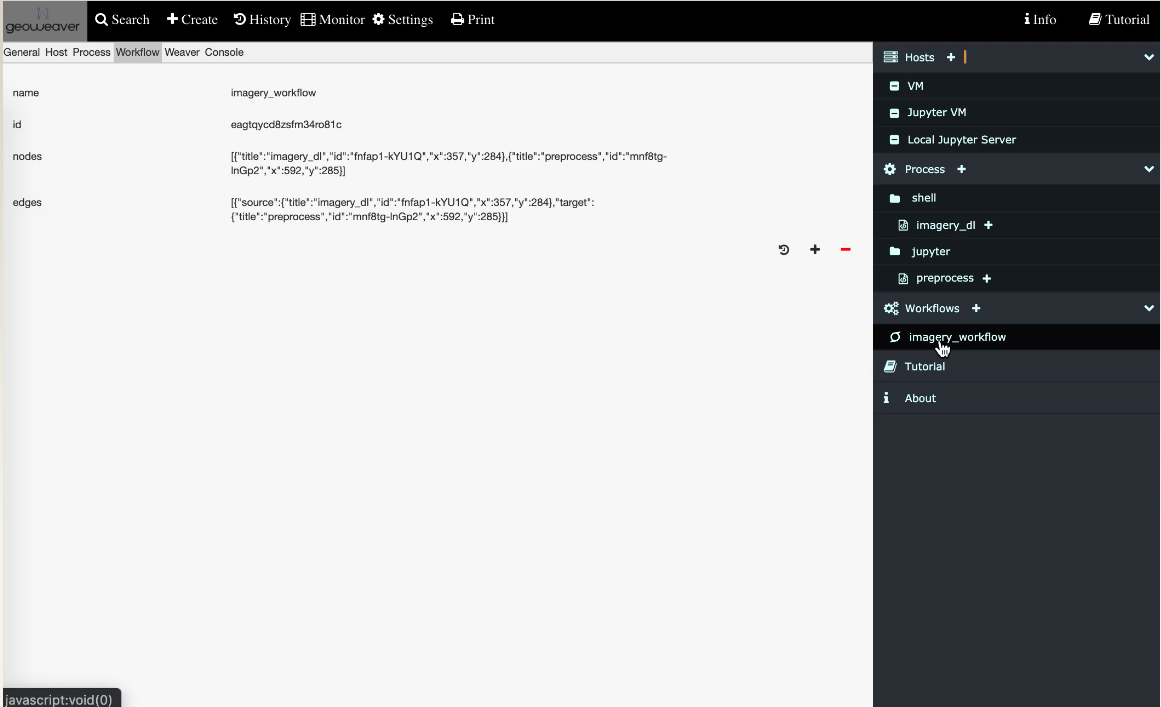 geoweaver Search Create History Monitor Settings Print Info Tutorial
General Host Process Workflow Weaver Console
name imagery_workflow
id eagtqycd8zsfm34ro81c
nodes [{"title":"imagery_dl","id":"fnfap1-kYU1Q","x":357,"y":284},{"title":"preprocess","id":"mnf8tg-
lnGp2","x":592,"y":285}]
edges [{"source":{"title":"imagery_dl","id":"fnfap1-kYU1Q","x":357,"y":284},"target":
{"title":"preprocess","id":"mnf8tg-lnGp2","x":592,"y":285}}]
Hosts
VM
Jupyter VM
Local Jupyter Server
Process
shell
imagery_dl
jupyter
preprocess
Workflows
imagery_workflow
Tutorial
About
javascript:void(0)